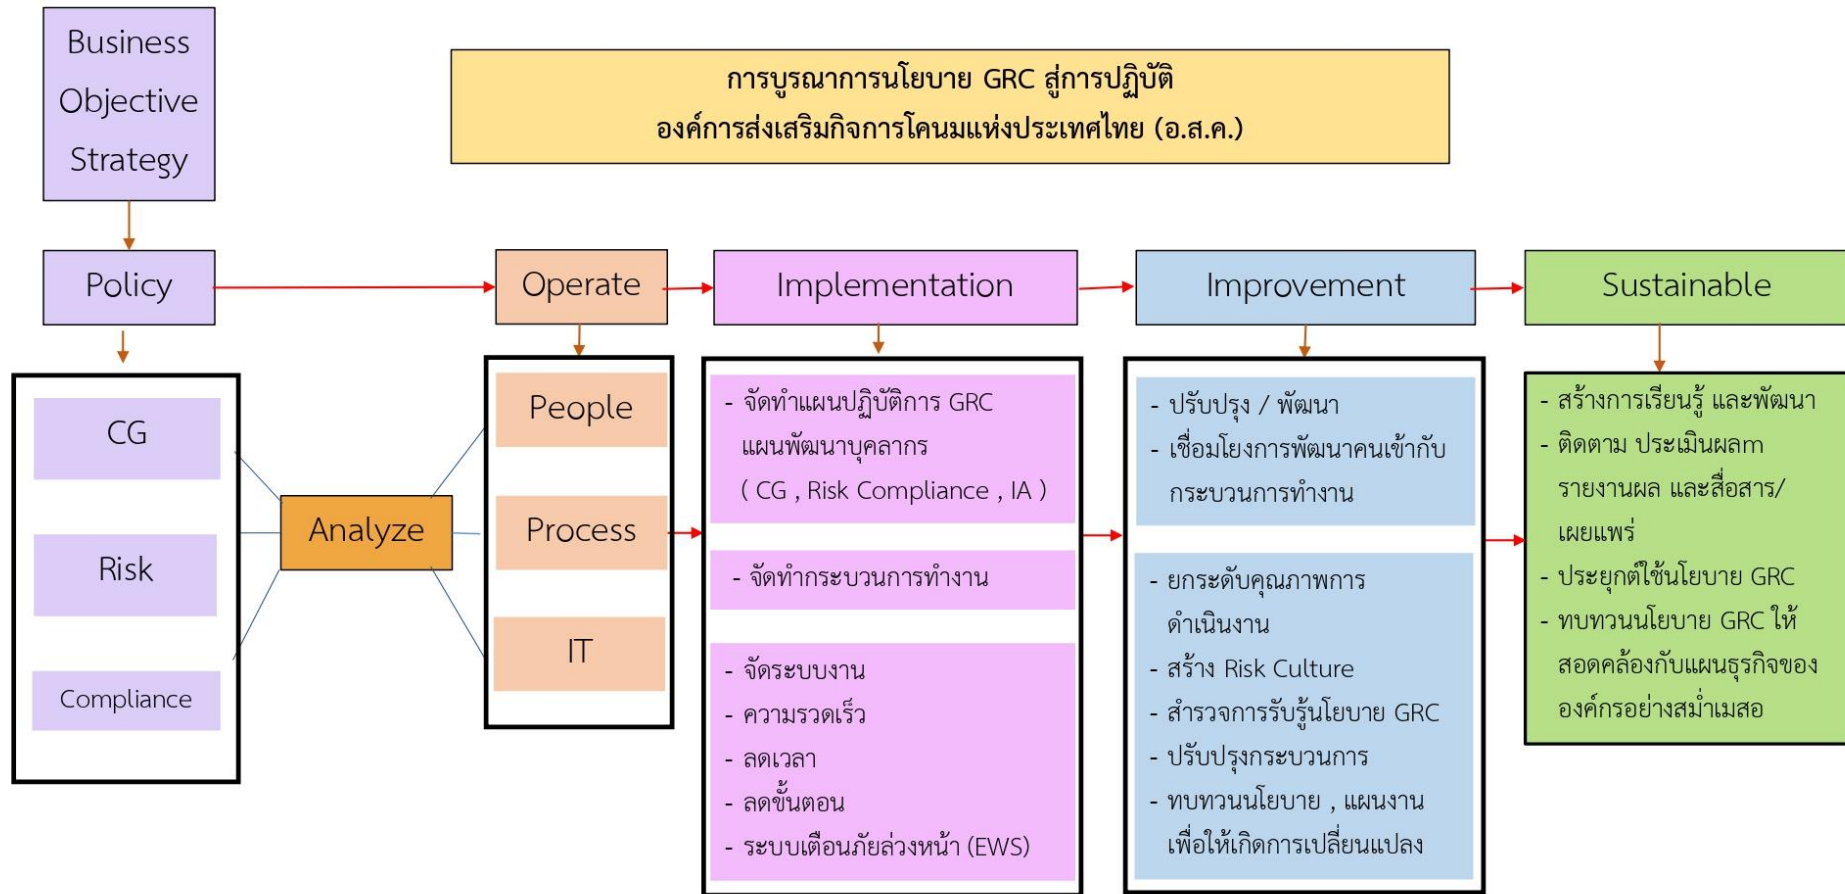 Business
Objective
Strategy
การบูรณาการนโยบาย GRC สู่การปฏิบัติ
องค์การส่งเสริมกิจการโคนมแห่งประเทศไทย (อ.ส.ค.)
Policy
Operate
Implementation
Improvement
Sustainable
CG
Risk
Compliance
Analyze
People
Process
IT
- จัดทำแผนปฏิบัติการ GRC
แผนพัฒนาบุคลากร
( CG , Risk Compliance , IA )
- จัดทำกระบวนการทำงาน
- จัดระบบงาน
- ความรวดเร็ว
- ลดเวลา
- ลดขั้นตอน
- ระบบเตือนภัยล่วงหน้า (EWS)
- ปรับปรุง / พัฒนา
- เชื่อมโยงการพัฒนาคนเข้ากับ
กระบวนการทำงาน
- ยกระดับคุณภาพการ
ดำเนินงาน
- สร้าง Risk Culture
- สำรวจการรับรู้นโยบาย GRC
- ปรับปรุงกระบวนการ
- ทบทวนนโยบาย , แผนงาน
เพื่อให้เกิดการเปลี่ยนแปลง
- สร้างการเรียนรู้ และพัฒนา
- ติดตาม ประเมินผลm
รายงานผล และสื่อสาร/
เผยแพร่
- ประยุกต์ใช้นโยบาย GRC
- ทบทวนนโยบาย GRC ให้
สอดคล้องกับแผนธุรกิจของ
องค์กรอย่างสม่ำเมสอ